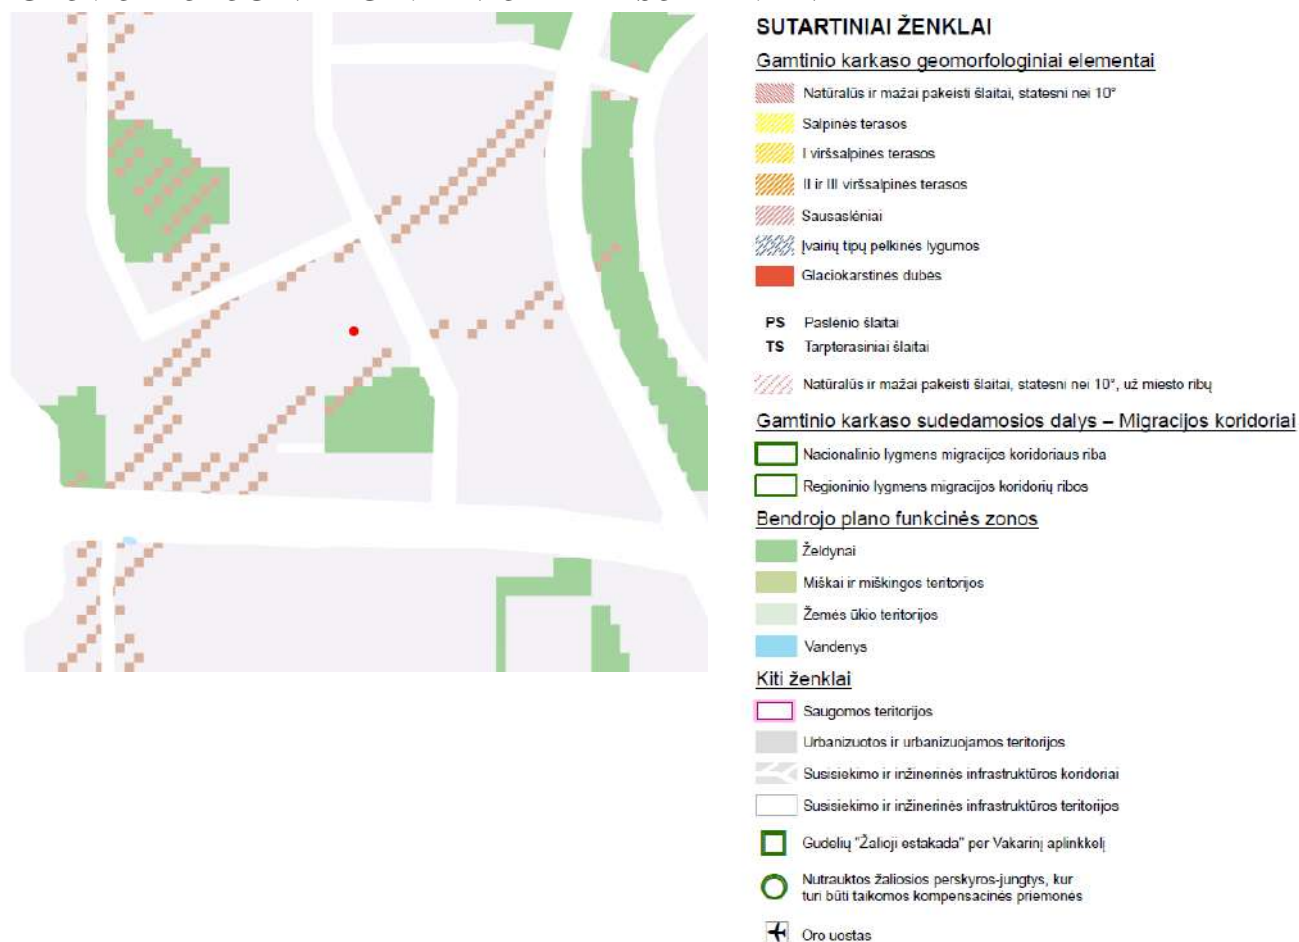 SUTARTINIAI ŽENKLAI
Gamtinio karkaso geomorfologiniai elementai
Natūralūs ir mažai pakeisti šlaitai, statesni nei 10°
Salpinės terasos
I viršsalpinės terasos
II ir III viršsalpinės terasos
Sausaslėniai
Įvairių tipų pelkinės lygumos
Glaciokarstinės dubės
PS Paslėnio šlaitai
TS Tarpterasiniai šlaitai
Natūralūs ir mažai pakeisti šlaitai, statesni nei 10°, už miesto ribų
Gamtinio karkaso sudedamosios dalys – Migracijos koridoriai
Nacionalinio lygmens migracijos koridoriaus riba
Regioninio lygmens migracijos koridorių ribos
Bendrojo plano funkcinės zonos
Želdynai
Miškai ir miškingos teritorijos
Žemės ūkio teritorijos
Vandenys
Kiti ženklai
Saugomos teritorijos
Urbanizuotos ir urbanizuojamos teritorijos
Susisiekimo ir inžinerinės infrastruktūros koridoriai
Susisiekimo ir inžinerinės infrastruktūros teritorijos
Gudelių "Žalioji estakada" per Vakarinį aplinkkelį
Nutrauktos žaliosios perskyros-jungtys, kur
turi būti taikomos kompensacinės priemonės
Oro uostas